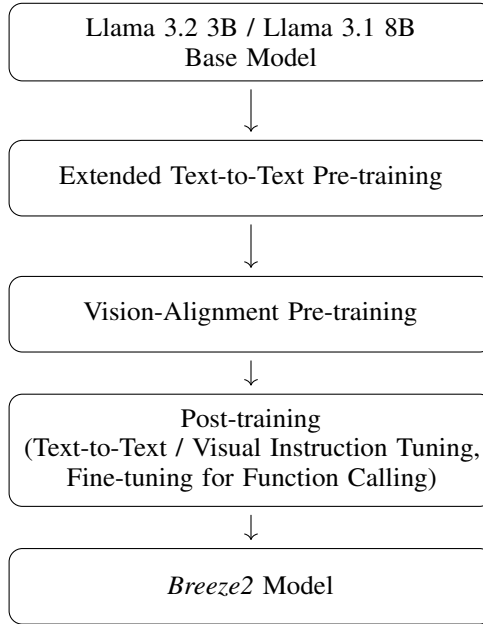 Llama 3.2 3B / Llama 3.1 8B
Base Model
Extended Text-to-Text Pre-training
Vision-Alignment Pre-training
Post-training
(Text-to-Text / Visual Instruction Tuning,
Fine-tuning for Function Calling)
Breeze2 Model